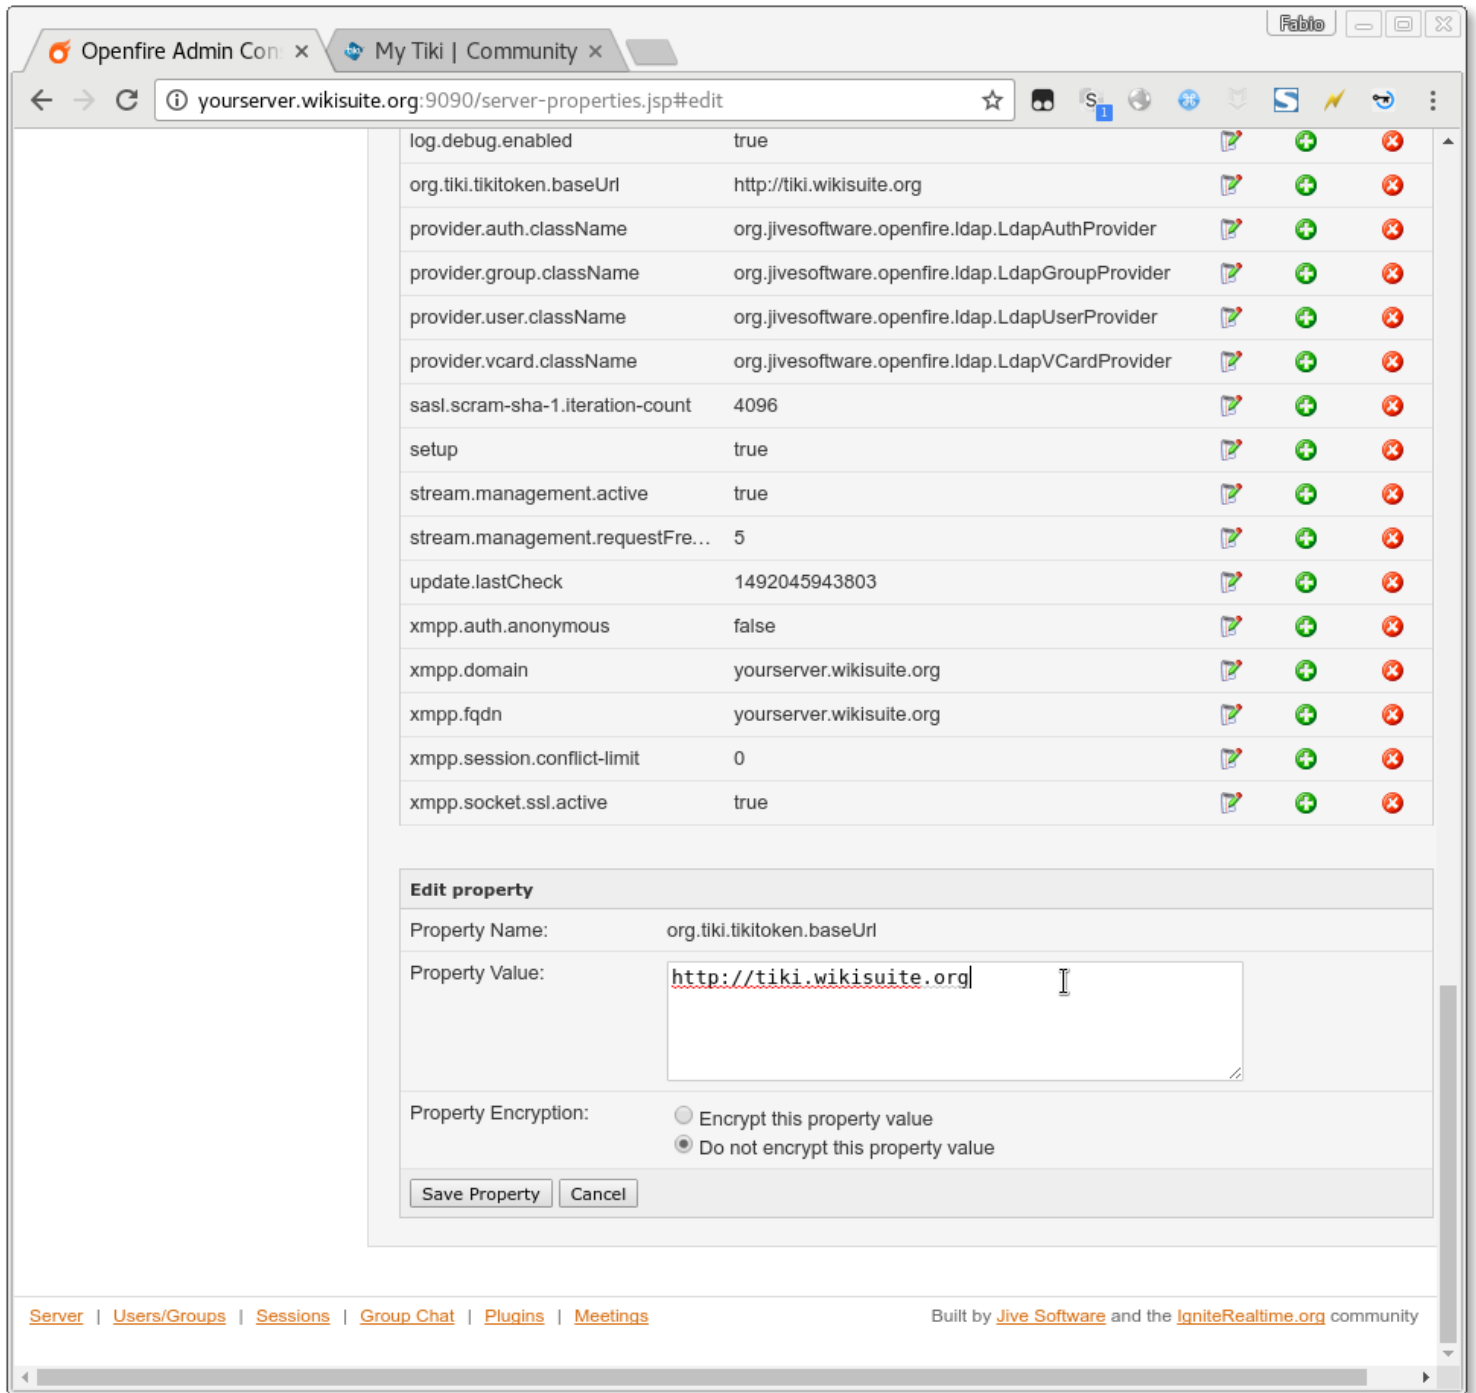 Fabio
Openfire Admin Con
My Tiki | Community
yourserver.wikisuite.org:9090/server-properties.jsp#edit
S
1
S
log.debug.enabled true
org.tiki.tikitoken.baseUrl http://tiki.wikisuite.org
provider.auth.className org.jivesoftware.openfire.ldap.LdapAuthProvider
provider.group.className org.jivesoftware.openfire.ldap.LdapGroupProvider
provider.user.className org.jivesoftware.openfire.ldap.LdapUserProvider
provider.vcard.className org.jivesoftware.openfire.ldap.LdapVCardProvider
sasl.scram-sha-1.iteration-count 4096
setup true
stream.management.active true
stream.management.requestFre... 5
update.lastCheck 1492045943803
xmpp.auth.anonymous false
xmpp.domain yourserver.wikisuite.org
xmpp.fqdn yourserver.wikisuite.org
xmpp.session.conflict-limit 0
xmpp.socket.ssl.active true
Edit property
Property Name: org.tiki.tikitoken.baseUrl
Property Value: http://tiki.wikisuite.org
Property Encryption: Encrypt this property value
Do not encrypt this property value
Save Property Cancel
Server | Users/Groups | Sessions | Group Chat | Plugins | Meetings Built by Jive Software and the IgniteRealtime.org community